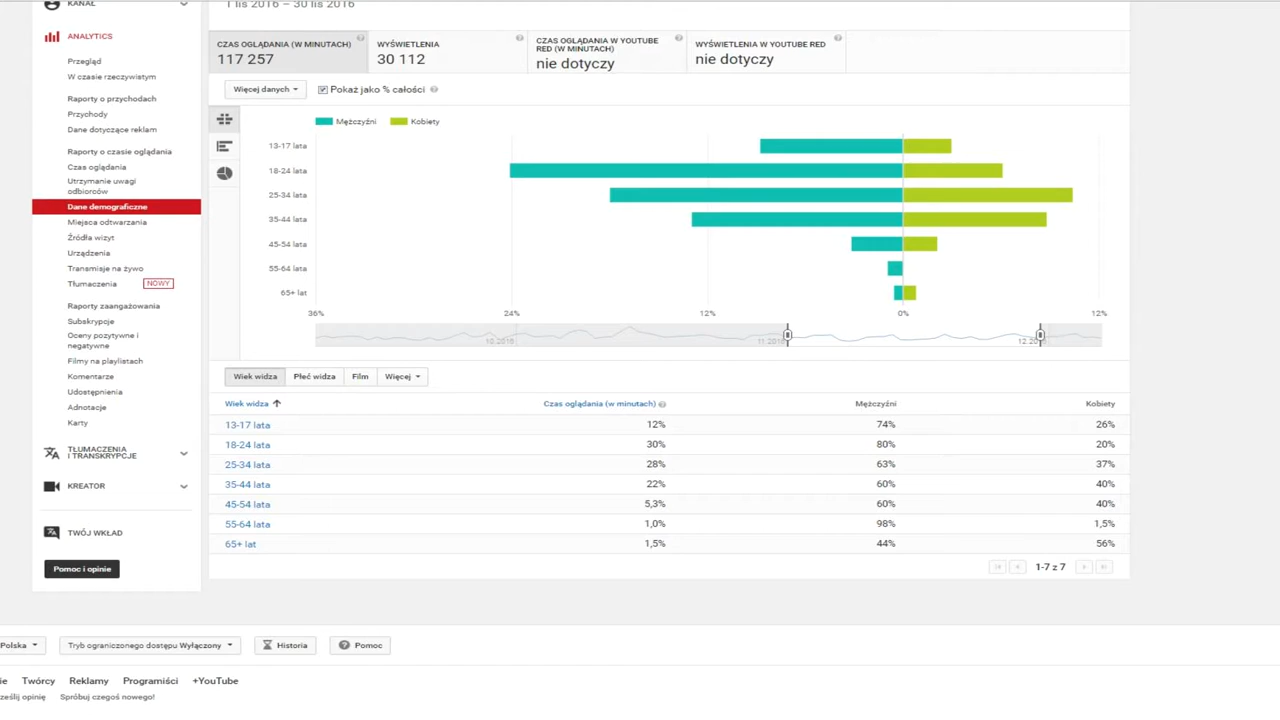 KANAŁ
ANALYTICS
Przegląd
W czasie rzeczywistym
Raporty o przychodach
Przychody
Dane dotyczące reklam
Raporty o czasie oglądania
Czas oglądania
Utrzymanie uwagi
odbiorców
Dane demograficzne
Miejsca odtwarzania
Źródła wizyt
Urządzenia
Transmisje na żywo
Tłumaczenia NOWY
Raporty zaangażowania
Subskrypcje
Oceny pozytywne i
negatywne
Filmy na playlistach
Komentarze
Udostępnienia
Adnotacje
Karty
TŁUMACZENIA
I TRANSKRYPCJE
KREATOR
TWÓJ WKŁAD
Pomoc i opinie
1 lis 2016 – 30 lis 2016
CZAS OGLĄDANIA (W MINUTACH)
117 257
WYŚWIETLENIA
30 112
CZAS OGLĄDANIA W YOUTUBE
RED (W MINUTACH)
nie dotyczy
WYŚWIETLENIA W YOUTUBE RED
nie dotyczy
Więcej danych
Pokaż jako % całości
Mężczyźni Kobiety
13-17 lata
18-24 lata
25-34 lata
35-44 lata
45-54 lata
55-64 lata
65+ lat
36% 24% 12% 0% 12%
10.2016 11.2016
Wiek widza Płeć widza Film Więcej
Wiek widza Czas oglądania (w minutach) Mężczyźni Kobiety
13-17 lata 12% 74% 26%
18-24 lata 30% 80% 20%
25-34 lata 28% 63% 37%
35-44 lata 22% 60% 40%
45-54 lata 5,3% 60% 40%
55-64 lata 1,0% 98% 1,5%
65+ lat 1,5% 44% 56%
1-7 z 7
Polska Tryb ograniczonego dostępu Wyłączony Historia Pomoc
ie Twórcy Reklamy Programiści +YouTube
ześlij opinię Spróbuj czegoś nowego!